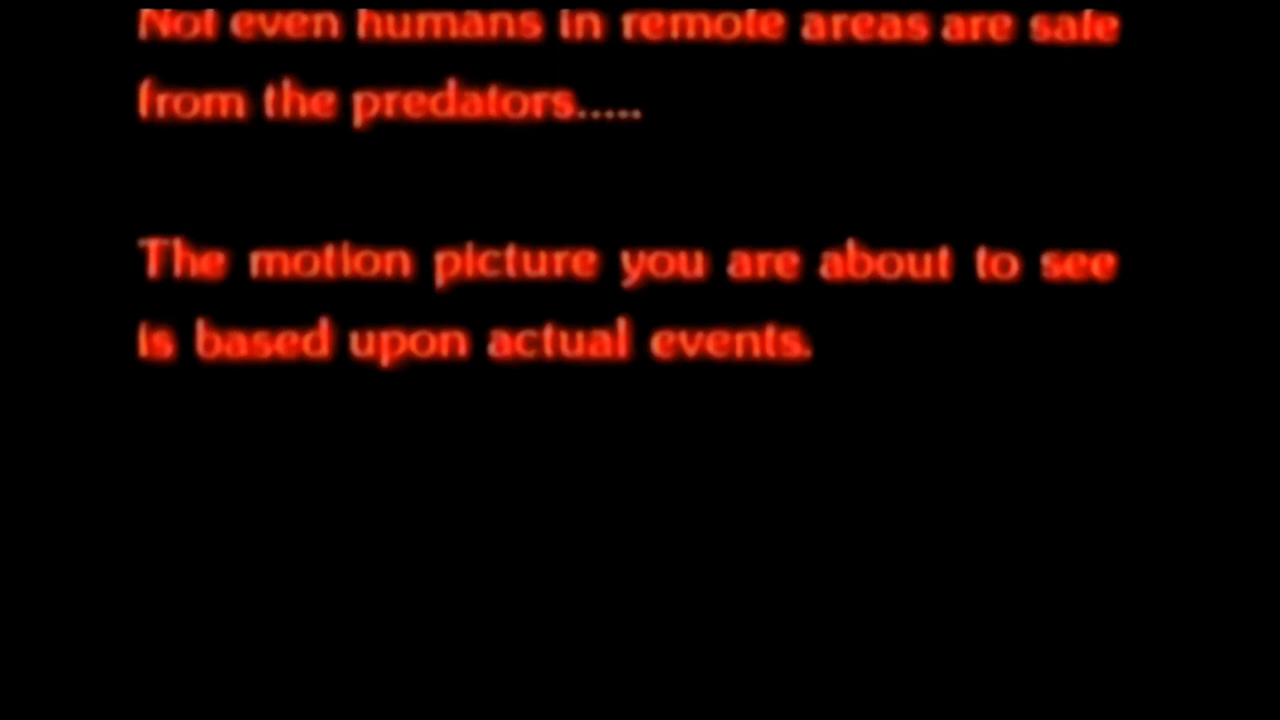 Not even humans in remote areas are safe
from the predators.....
The motion picture you are about to see
is based upon actual events.